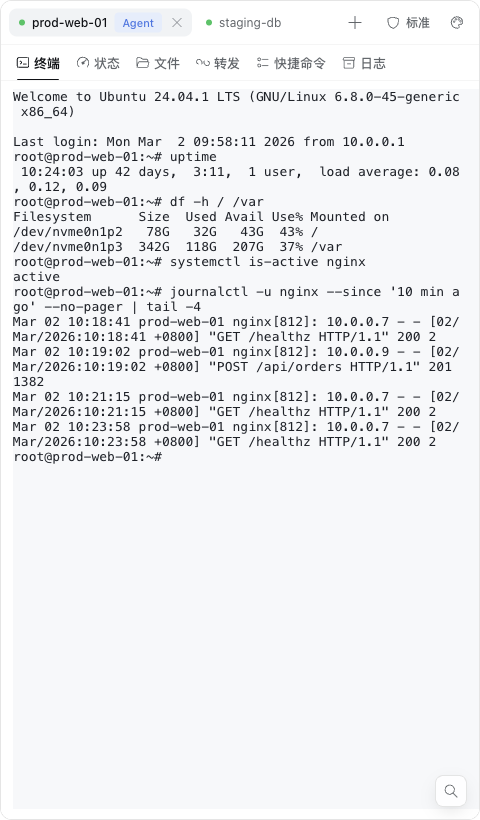 prod-web-01 Agent staging-db 标准
终端 状态 文件 转发 快捷命令 日志
Welcome to Ubuntu 24.04.1 LTS (GNU/Linux 6.8.0-45-generic
 x86_64)
Last login: Mon Mar  2 09:58:11 2026 from 10.0.0.1
root@prod-web-01:~# uptime
 10:24:03 up 42 days,  3:11,  1 user,  load average: 0.08
, 0.12, 0.09
root@prod-web-01:~# df -h / /var
Filesystem      Size  Used Avail Use% Mounted on
/dev/nvme0n1p2   78G   32G   43G  43% /
/dev/nvme0n1p3  342G  118G  207G  37% /var
root@prod-web-01:~# systemctl is-active nginx
active
root@prod-web-01:~# journalctl -u nginx --since '10 min a
go' --no-pager | tail -4
Mar 02 10:18:41 prod-web-01 nginx[812]: 10.0.0.7 - - [02/
Mar/2026:10:18:41 +0800] "GET /healthz HTTP/1.1" 200 2
Mar 02 10:19:02 prod-web-01 nginx[812]: 10.0.0.9 - - [02/
Mar/2026:10:19:02 +0800] "POST /api/orders HTTP/1.1" 201
1382
Mar 02 10:21:15 prod-web-01 nginx[812]: 10.0.0.7 - - [02/
Mar/2026:10:21:15 +0800] "GET /healthz HTTP/1.1" 200 2
Mar 02 10:23:58 prod-web-01 nginx[812]: 10.0.0.7 - - [02/
Mar/2026:10:23:58 +0800] "GET /healthz HTTP/1.1" 200 2
root@prod-web-01:~#